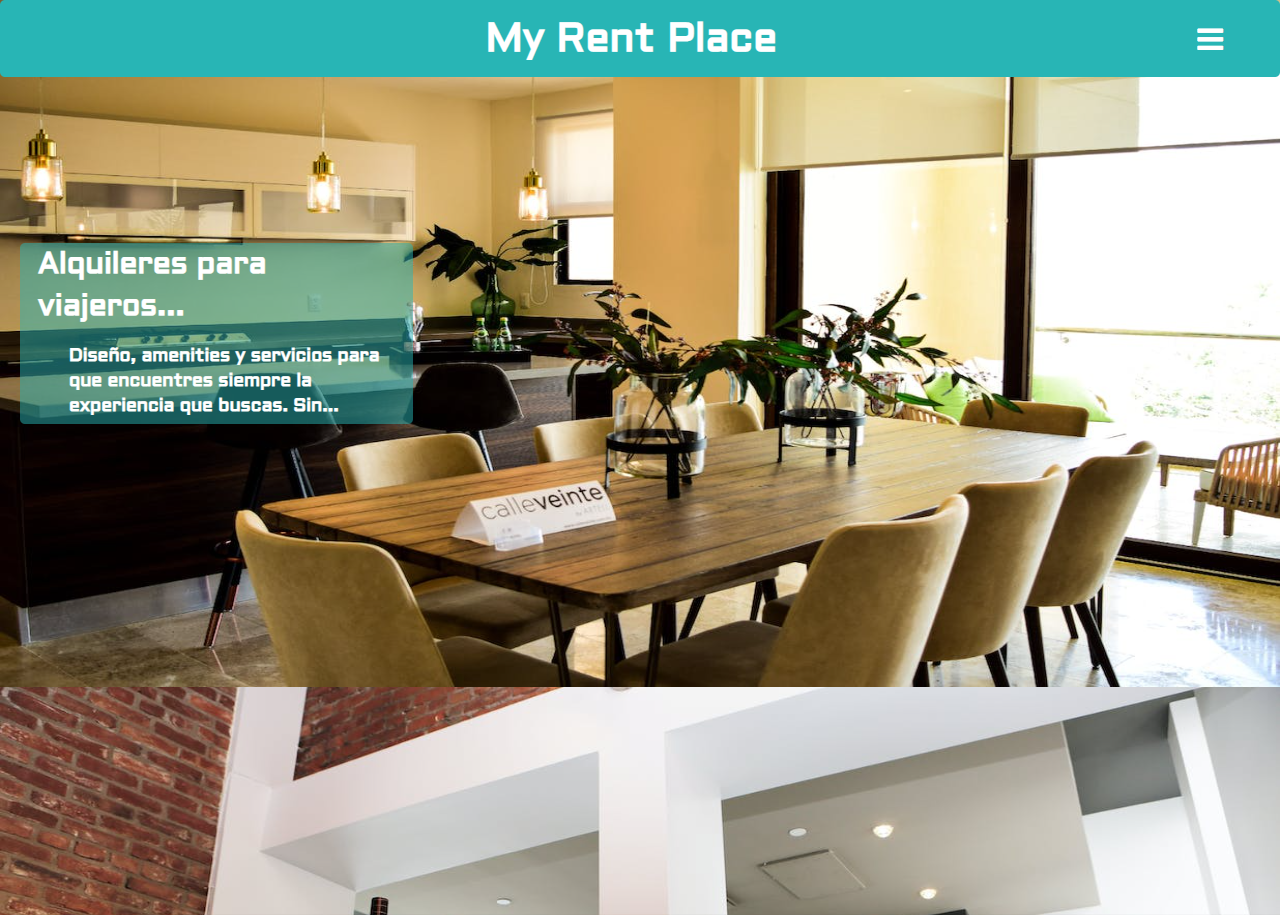 My Rent Place
Alquileres para
viajeros...
Diseño, amenities y servicios para
que encuentres siempre la
experiencia que buscas. Sin...
calleveinte